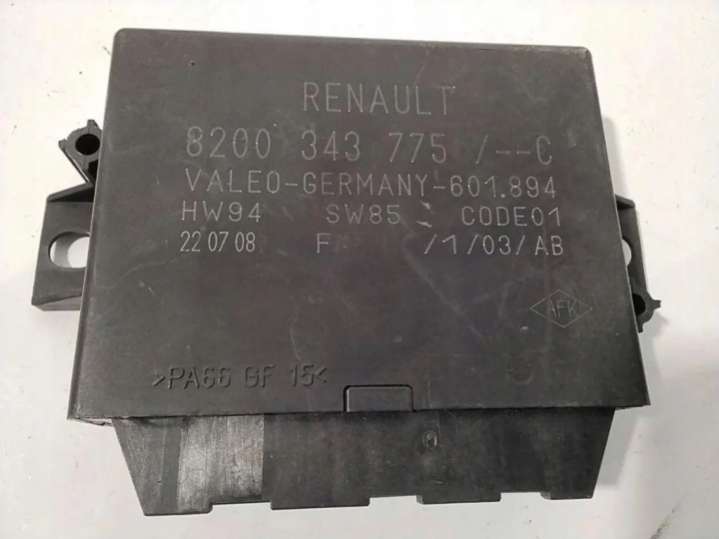 RENAULT
8200 343 775 /--C
VALEO-GERMANY-601.894
HW94 SW85 CODE01
22 07 08 F /1/03/AB
AFK
>PA66 GF 15<